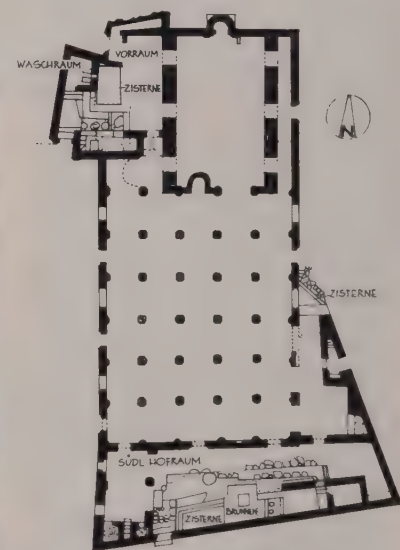 VORRAUM
WASCHRAUM
ZISTERNE
N
ZISTERNE
SÜDL HOFRAUM
ZISTERNE
BRUNNEN